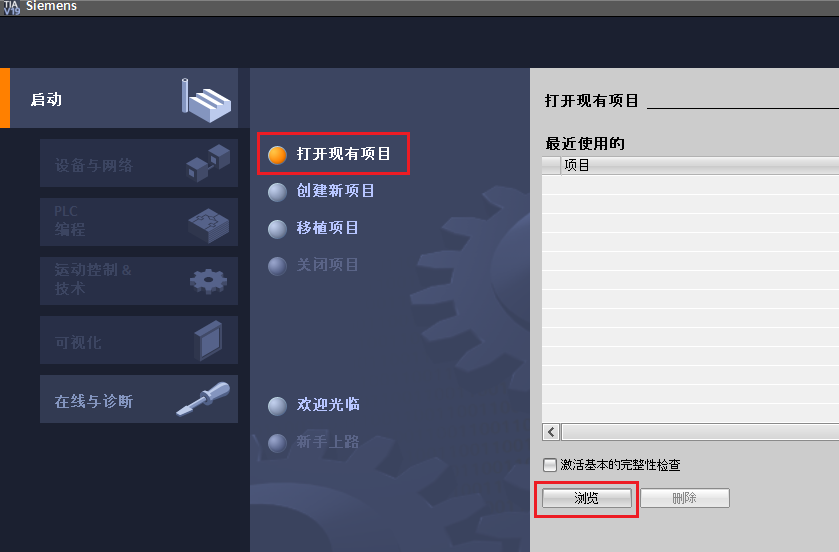 TIA V19 Siemens
启动
设备与网络
PLC
编程
运动控制 &
技术
可视化
在线与诊断
打开现有项目
创建新项目
移植项目
关闭项目
欢迎光临
新手上路
打开现有项目
最近使用的
项目
激活基本的完整性检查
浏览 删除